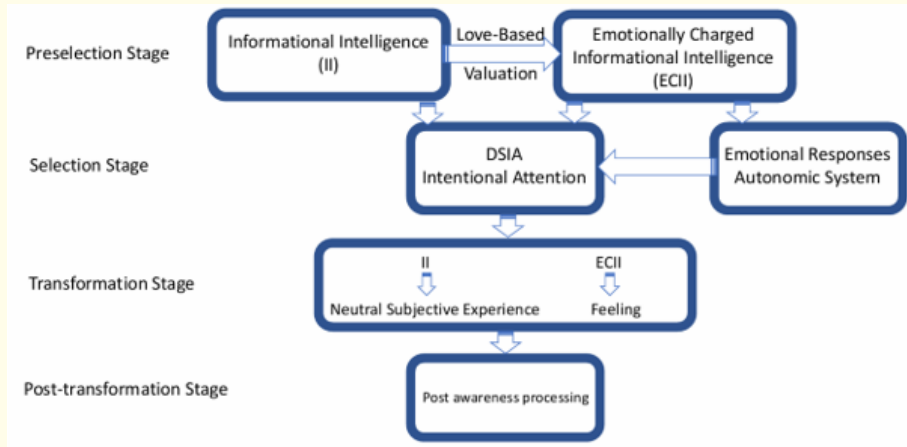 Preselection Stage
Informational Intelligence
(II)
Love-Based
Valuation
Emotionally Charged
Informational Intelligence
(ECII)
Selection Stage
DSIA
Intentional Attention
Emotional Responses
Autonomic System
Transformation Stage
II
Neutral Subjective Experience
ECII
Feeling
Post-transformation Stage
Post awareness processing